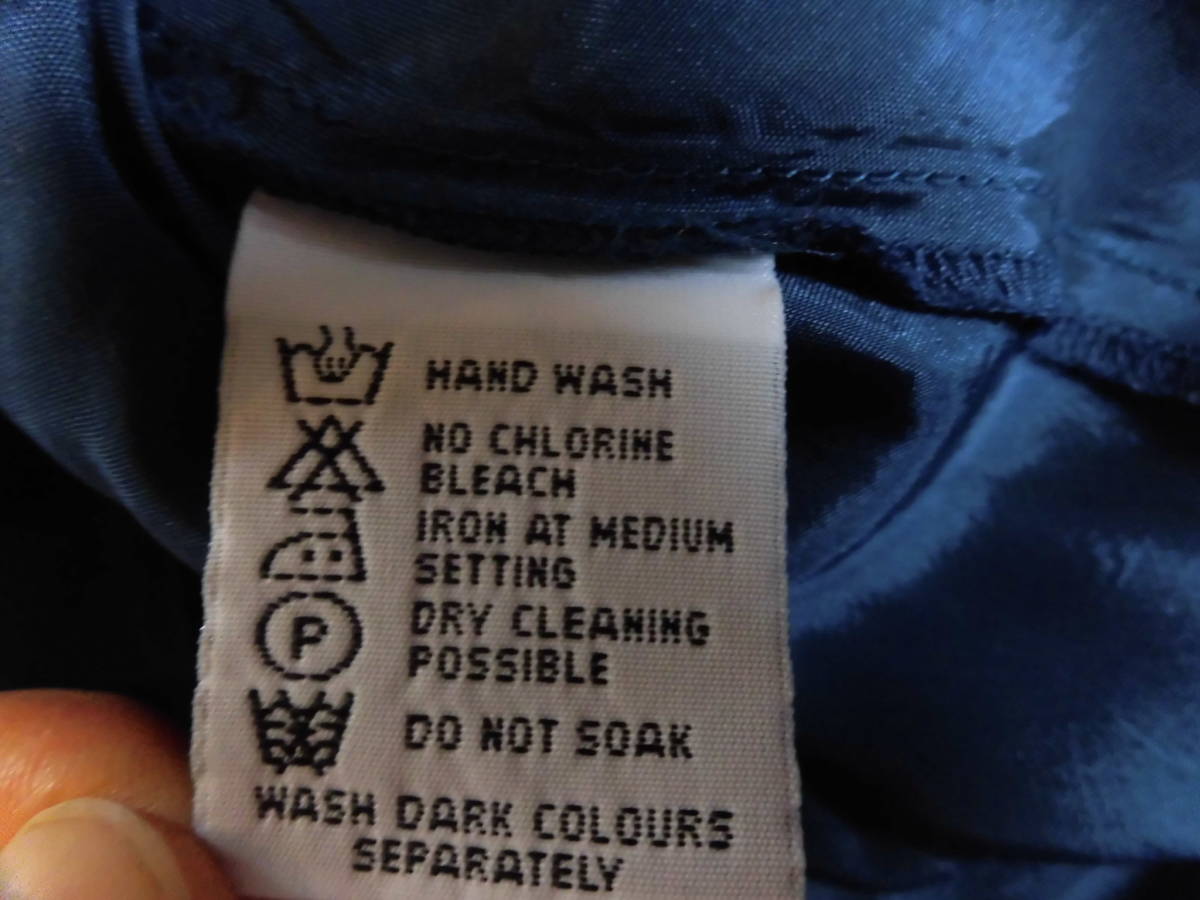 HAND WASH
NO CHLORINE
BLEACH
IRON AT MEDIUM
SETTING
P
DRY CLEANING
POSSIBLE
DO NOT SOAK
WASH DARK COLOURS
SEPARATELY